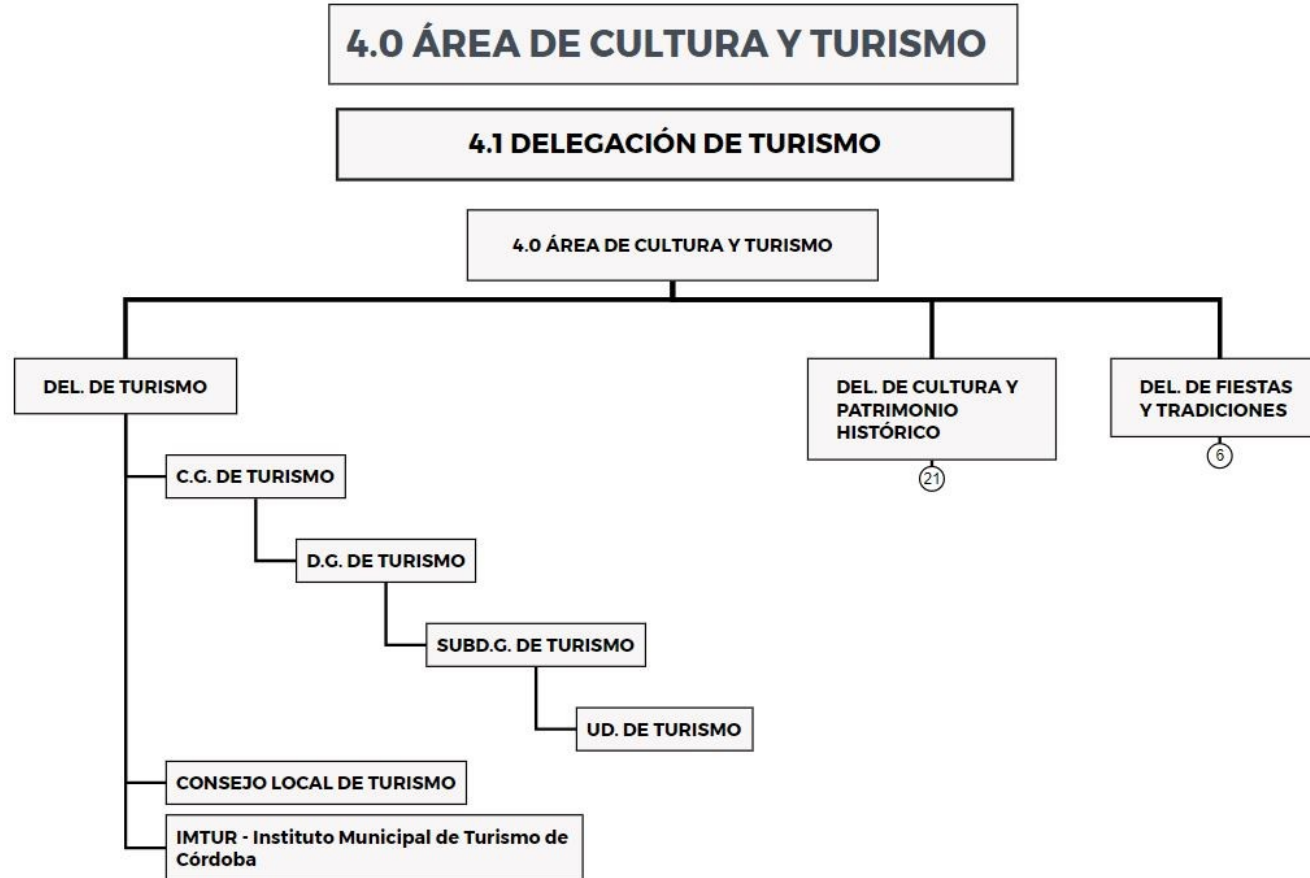 4.0 ÁREA DE CULTURA Y TURISMO
4.1 DELEGACIÓN DE TURISMO
4.0 ÁREA DE CULTURA Y TURISMO
DEL. DE TURISMO
DEL. DE CULTURA Y
PATRIMONIO
HISTÓRICO
21
DEL. DE FIESTAS
Y TRADICIONES
6
C.G. DE TURISMO
D.G. DE TURISMO
SUBD.G. DE TURISMO
UD. DE TURISMO
CONSEJO LOCAL DE TURISMO
IMTUR - Instituto Municipal de Turismo de
Córdoba